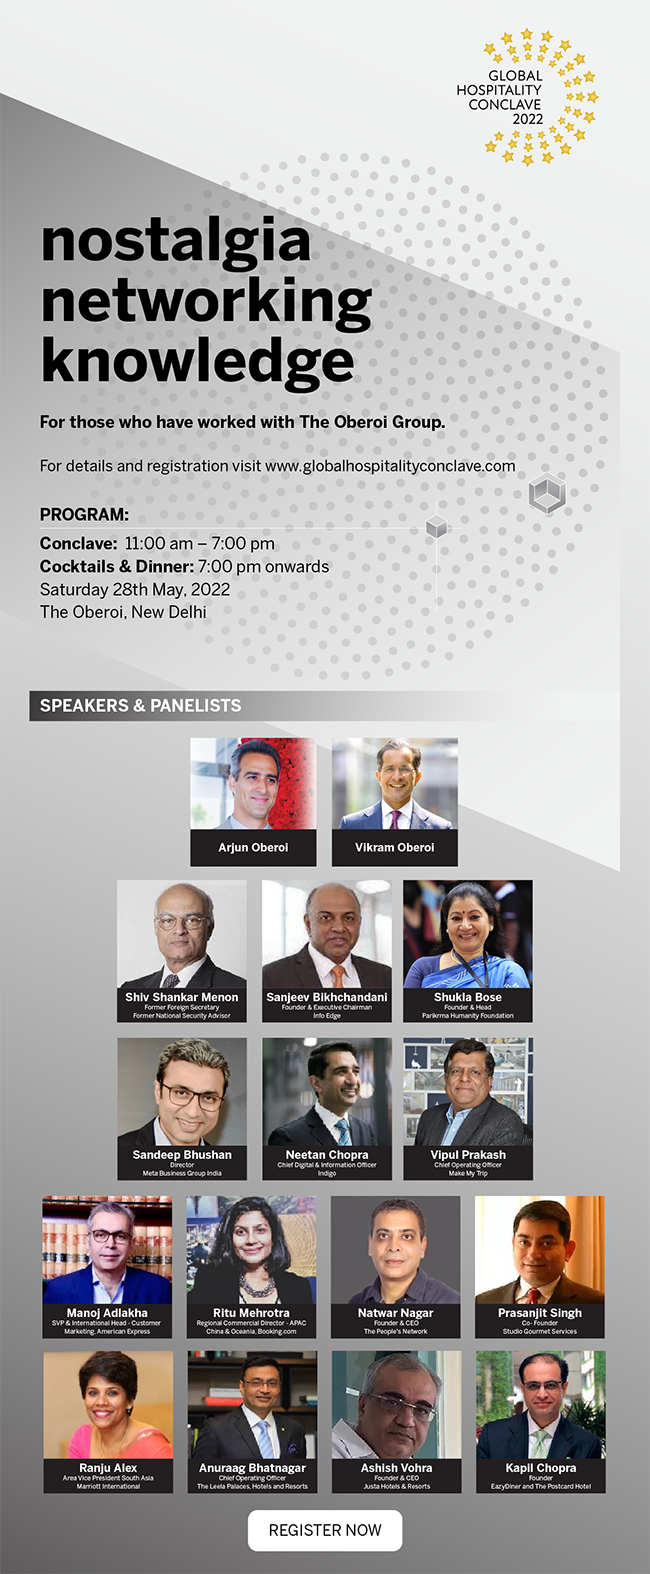 GLOBAL
HOSPITALITY
CONCLAVE
2022
nostalgia
networking
knowledge
For those who have worked with The Oberoi Group.
For details and registration visit www.globalhospitalityconclave.com
PROGRAM:
Conclave: 11:00 am – 7:00 pm
Cocktails & Dinner: 7:00 pm onwards
Saturday 28th May, 2022
The Oberoi, New Delhi
SPEAKERS & PANELISTS
Arjun Oberoi
Vikram Oberoi
Shiv Shankar Menon
Former Foreign Secretary
Former National Security Advisor
Sanjeev Bikhchandani
Founder & Executive Chairman
Info Edge
Shukla Bose
Founder & Head
Parikrma Humanity Foundation
Sandeep Bhushan
Director
Meta Business Group India
Neetan Chopra
Chief Digital & Information Officer
Indigo
Vipul Prakash
Chief Operating Officer
Make My Trip
Manoj Adlakha
SVP & International Head - Customer
Marketing, American Express
Ritu Mehrotra
Regional Commercial Director - APAC
China & Oceania, Booking.com
Natwar Nagar
Founder & CEO
The People's Network
Prasanjit Singh
Co- Founder
Studio Gourmet Services
Ranju Alex
Area Vice President South Asia
Marriott International
Anuraag Bhatnagar
Chief Operating Officer
The Leela Palaces, Hotels and Resorts
Ashish Vohra
Founder & CEO
Justa Hotels & Resorts
Kapil Chopra
Founder
EazyDiner and The Postcard Hotel
REGISTER NOW